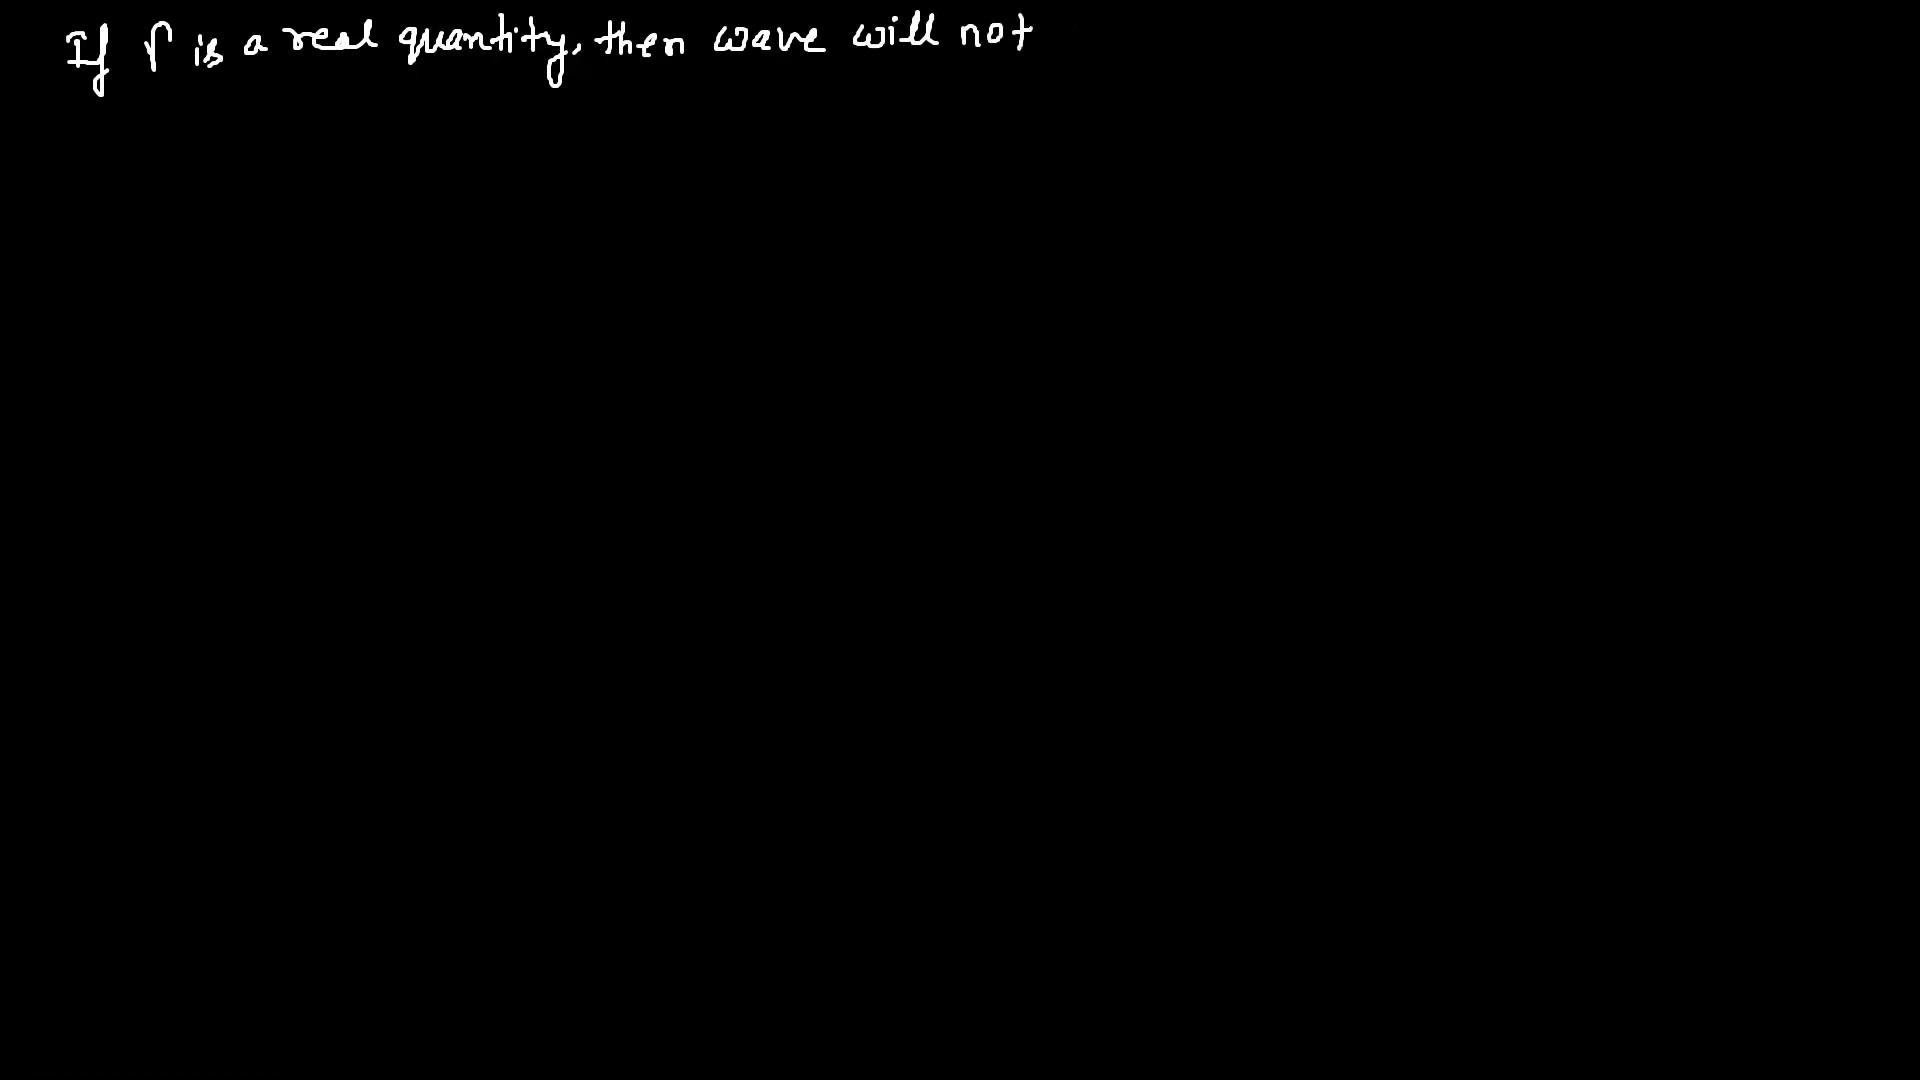 If Γ is a real quantity, then wave will not